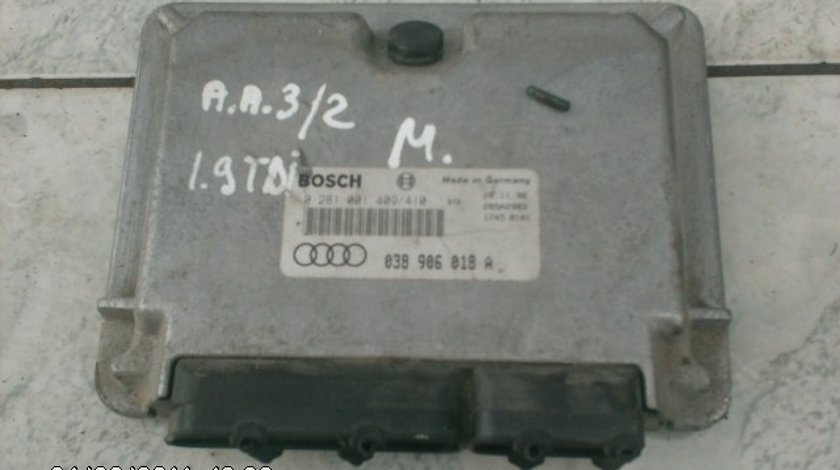 A.A.3/2
M.
1.9TDi
BOSCH
Made in Germany
0 281 001 409/410
038 906 018 A